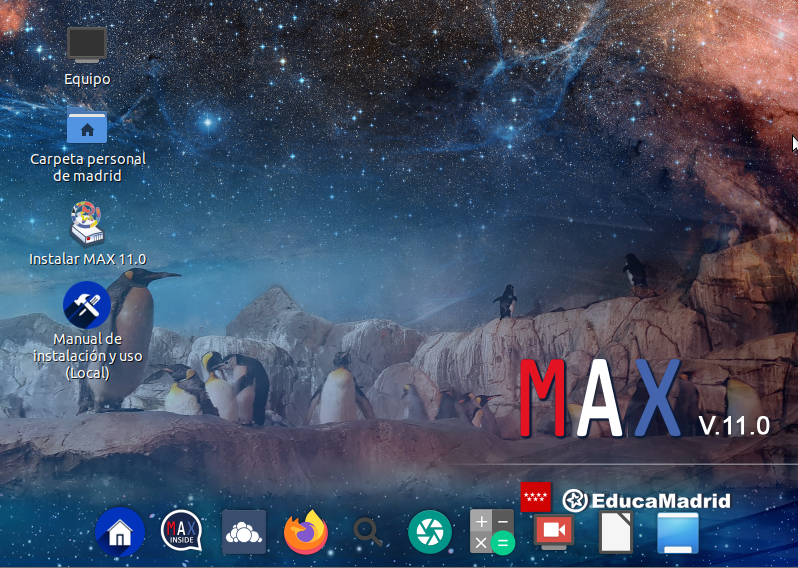 Equipo
Carpeta personal
de madrid
Instalar MAX 11.0
Manual de
instalación y uso
(Local)
MAX V.11.0
EducaMadrid
MAX
INSIDE